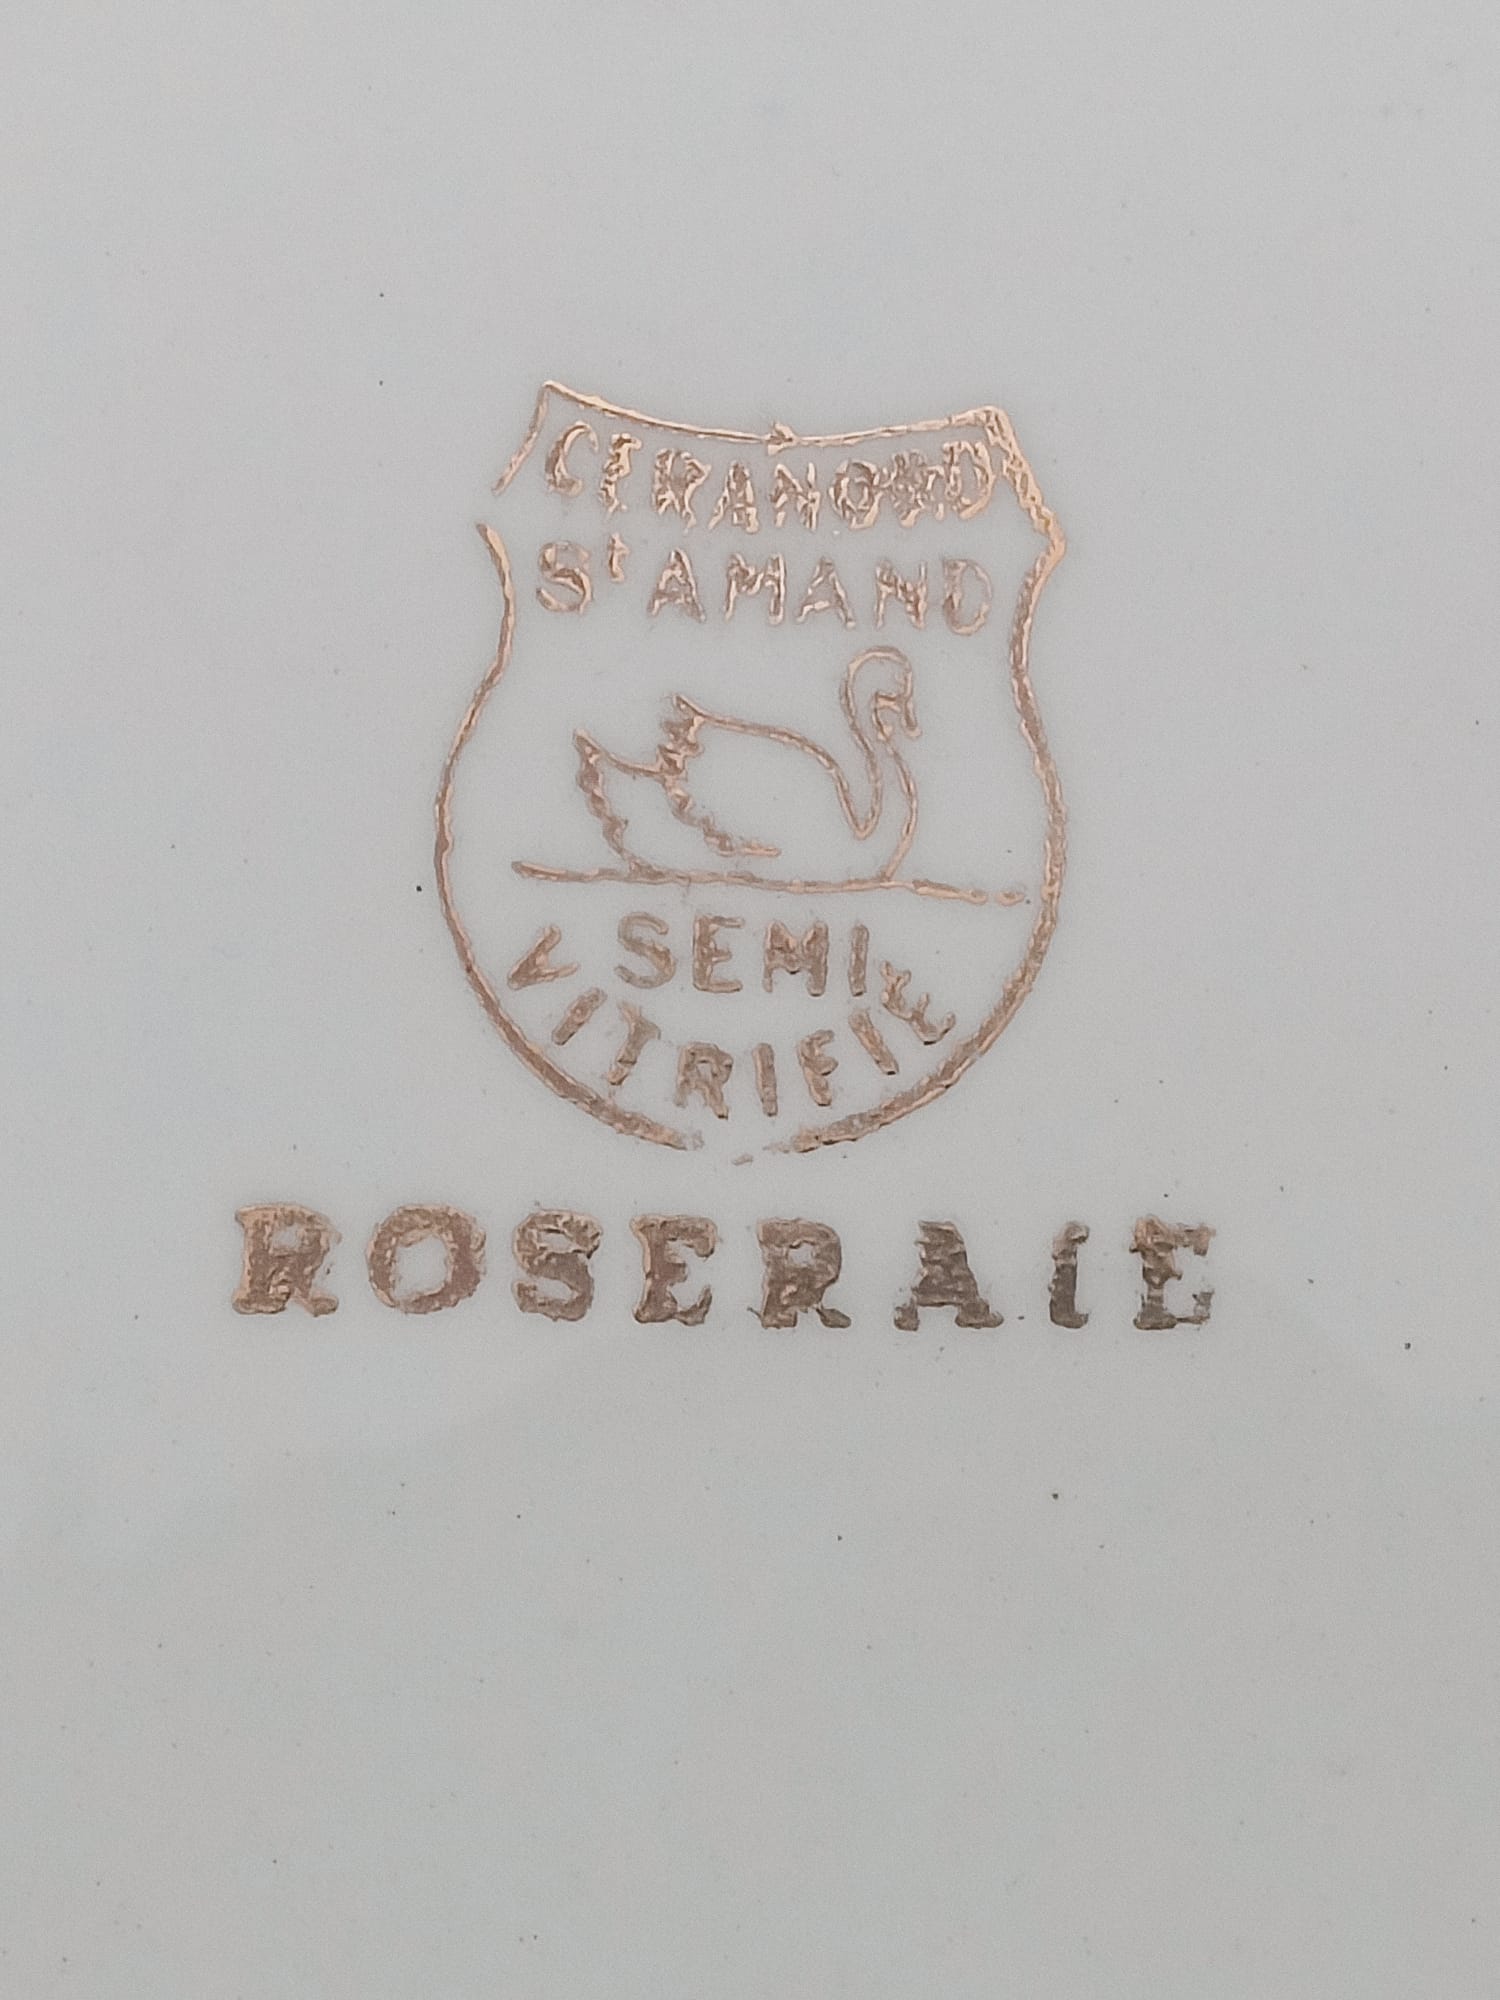 CERANORD
St AMAND
SEMI
VITRIFIE
ROSERAIE